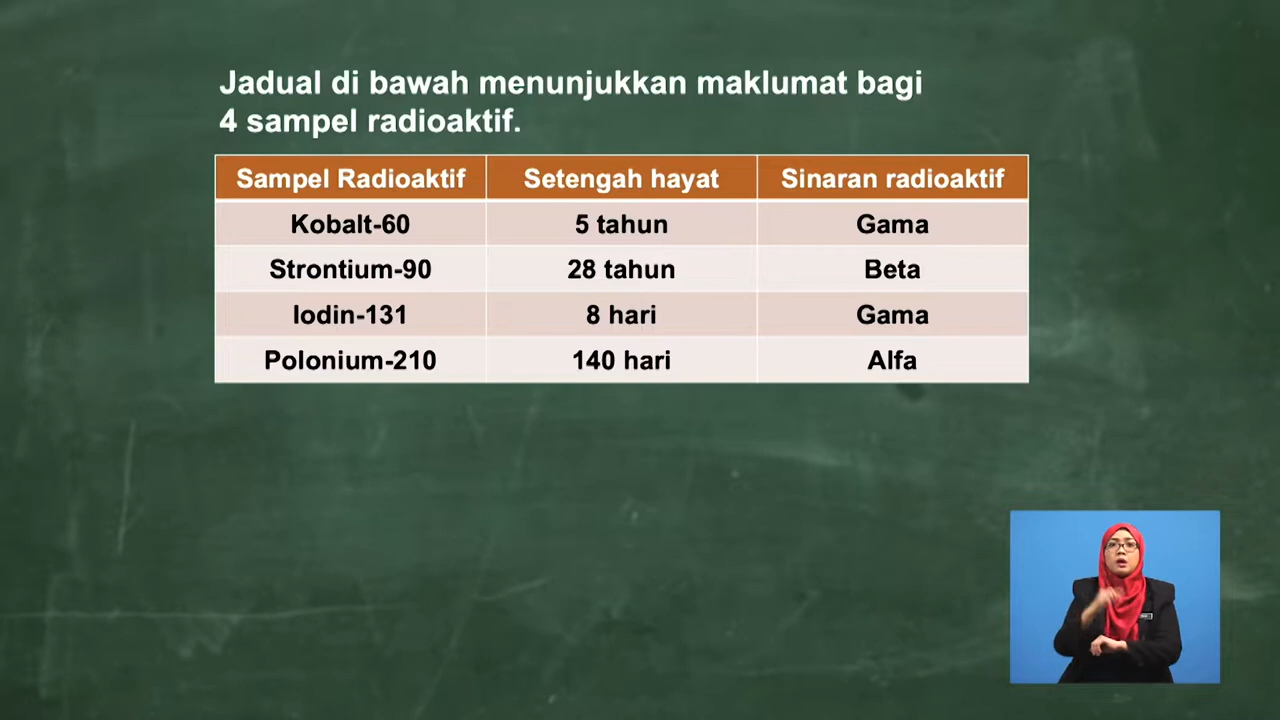 Jadual di bawah menunjukkan maklumat bagi
4 sampel radioaktif.
Sampel Radioaktif Setengah hayat Sinaran radioaktif
Kobalt-60 5 tahun Gama
Strontium-90 28 tahun Beta
Iodin-131 8 hari Gama
Polonium-210 140 hari Alfa